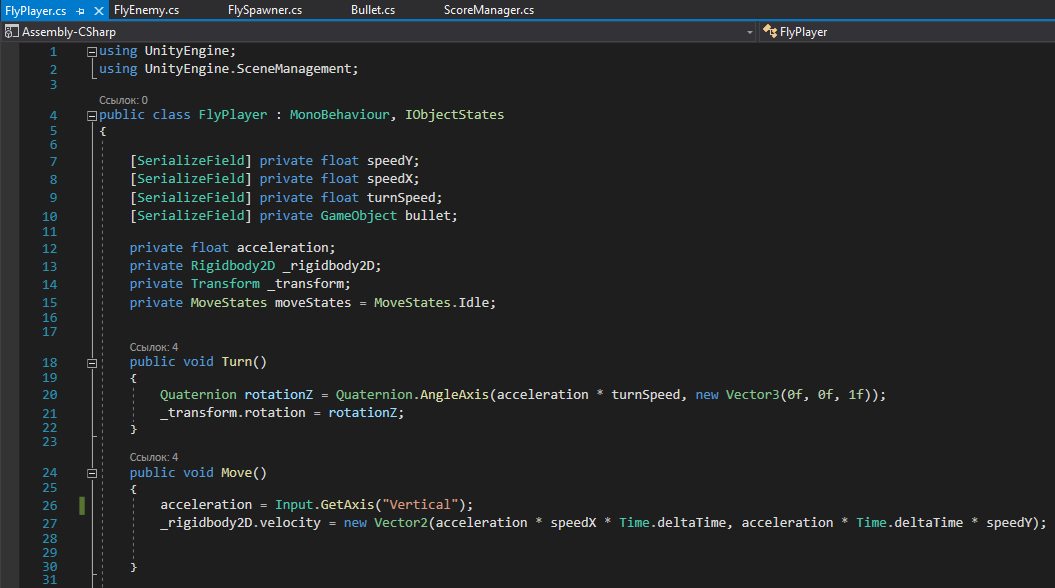 FlyPlayer.cs FlyEnemy.cs FlySpawner.cs Bullet.cs ScoreManager.cs
Assembly-CSharp FlyPlayer
1 using UnityEngine;
2 using UnityEngine.SceneManagement;
3
Ссылок: 0
4 public class FlyPlayer : MonoBehaviour, IObjectStates
5 {
6
7 [SerializeField] private float speedY;
8 [SerializeField] private float speedX;
9 [SerializeField] private float turnSpeed;
10 [SerializeField] private GameObject bullet;
11
12 private float acceleration;
13 private Rigidbody2D _rigidbody2D;
14 private Transform _transform;
15 private MoveStates moveStates = MoveStates.Idle;
16
17
Ссылок: 4
18 public void Turn()
19 {
20 Quaternion rotationZ = Quaternion.AngleAxis(acceleration * turnSpeed, new Vector3(0f, 0f, 1f));
21 _transform.rotation = rotationZ;
22 }
23
Ссылок: 4
24 public void Move()
25 {
26 acceleration = Input.GetAxis("Vertical");
27 _rigidbody2D.velocity = new Vector2(acceleration * speedX * Time.deltaTime, acceleration * Time.deltaTime * speedY);
28
29
30 }
31